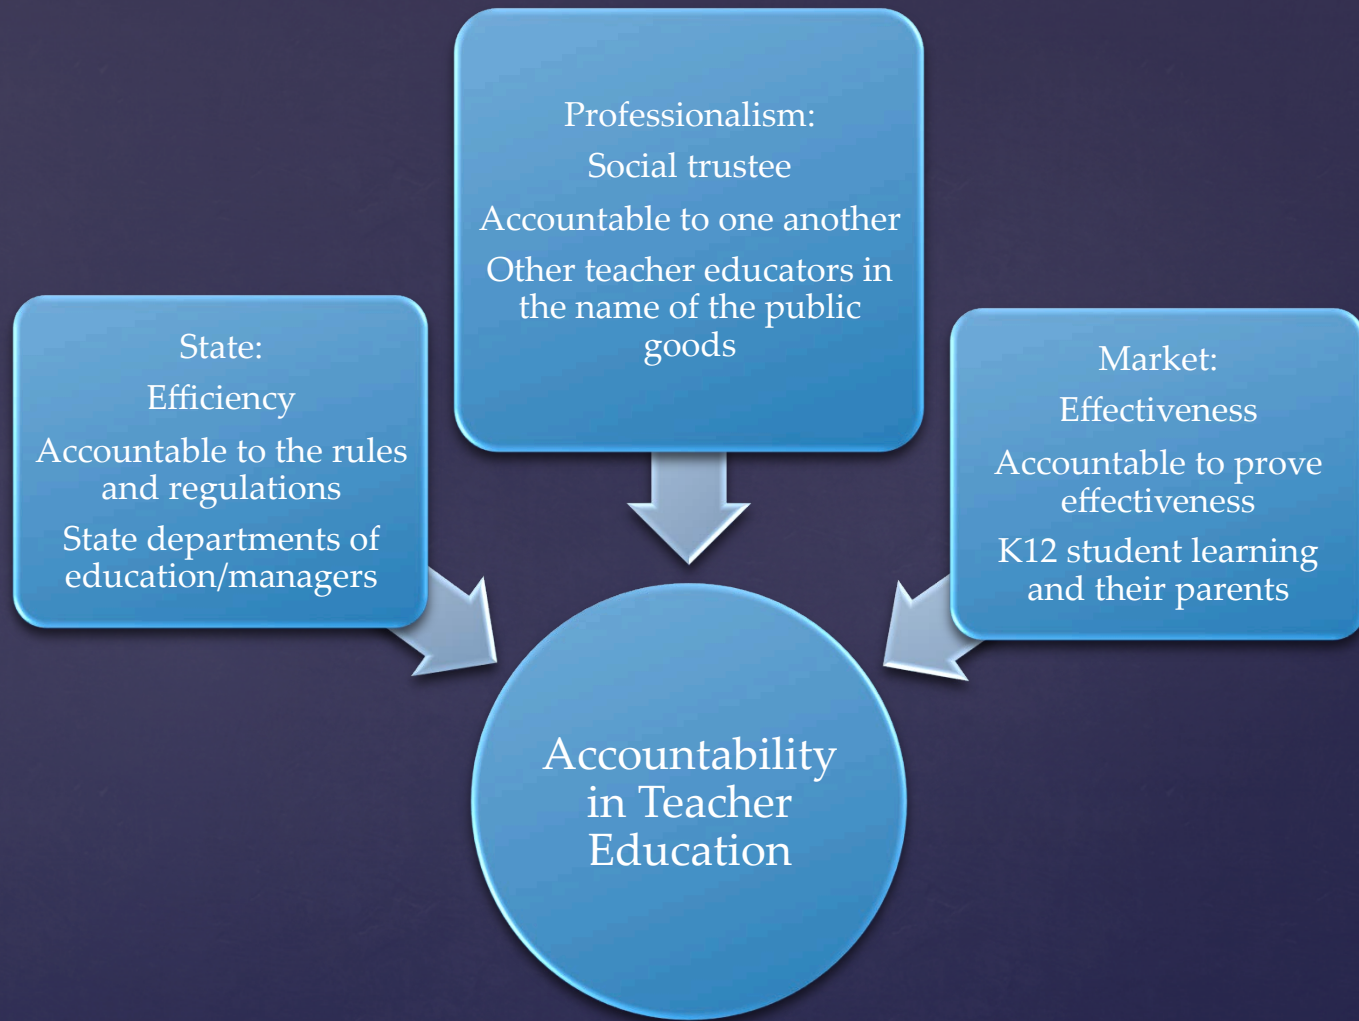 Professionalism:
Social trustee
Accountable to one another
Other teacher educators in
the name of the public
goods
State:
Efficiency
Accountable to the rules
and regulations
State departments of
education/managers
Market:
Effectiveness
Accountable to prove
effectiveness
K12 student learning
and their parents
Accountability
in Teacher
Education